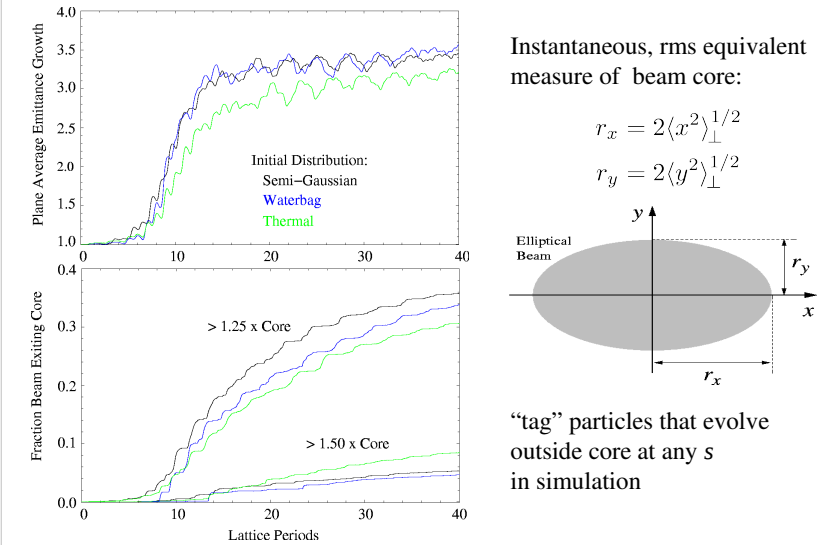 4.0
3.5
3.0
2.5
2.0
1.5
1.0
Plane Average Emittance Growth
Initial Distribution:
Semi−Gaussian
Waterbag
Thermal
0 10 20 30 40
0.4
0.3
0.2
0.1
0.0
Fraction Beam Exiting Core
> 1.25 x Core
> 1.50 x Core
0 10 20 30 40
Lattice Periods
Instantaneous, rms equivalent
measure of beam core:
r_x = 2⟨x^2⟩_⊥^{1/2}
r_y = 2⟨y^2⟩_⊥^{1/2}
y
Elliptical
Beam
r_y
x
r_x
“tag” particles that evolve
outside core at any s
in simulation